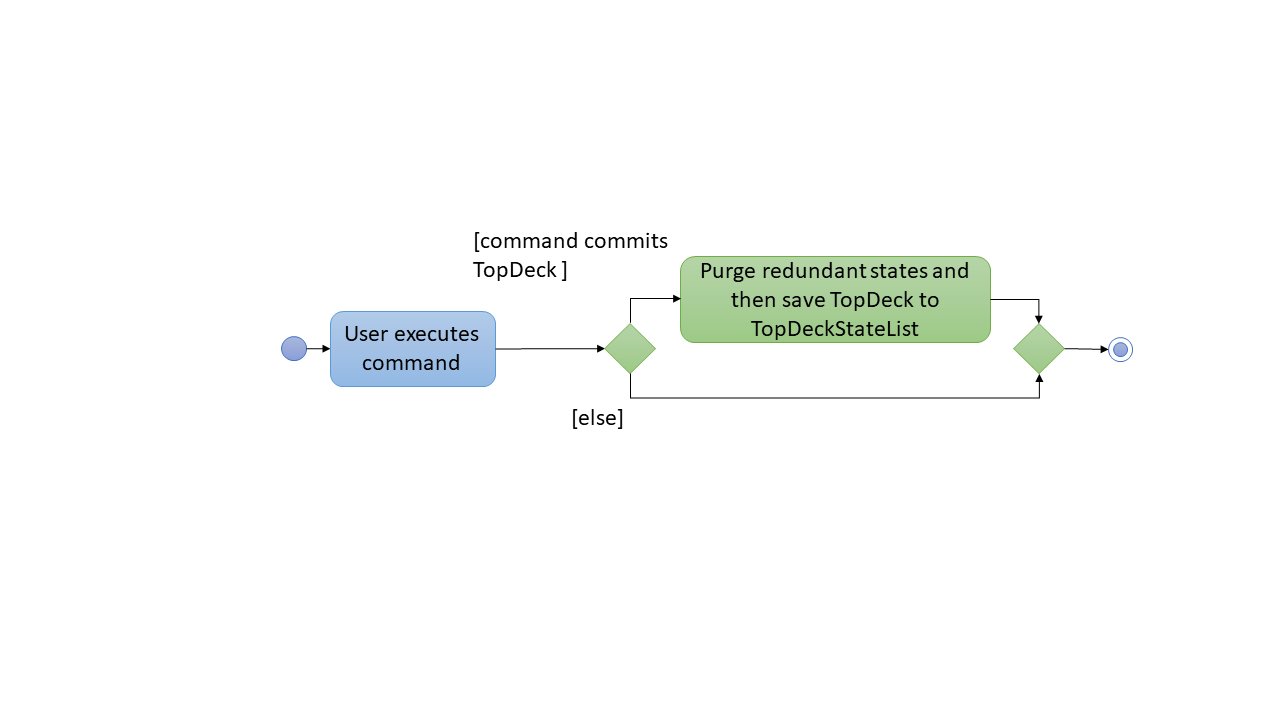 [command commits
TopDeck ]
Purge redundant states and
then save TopDeck to
TopDeckStateList
User executes
command
[else]